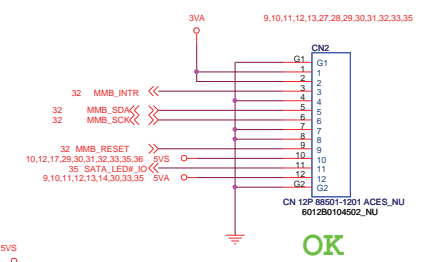 3VA 9,10,11,12,13,27,28,29,30,31,32,33,35
CN2
G1 G1
1 1
2 2
32 MMB_INTR 3 3
4 4
32 MMB_SDA 5 5
32 MMB_SCK 6 6
7 7
8 8
32 MMB_RESET 9 9
10,12,17,29,30,31,32,33,35,36 5VS 10 10
35 SATA_LED#_IO 11 11
9,10,11,12,13,14,30,33,35 5VA 12 12
G2 G2
CN 12P 88501-1201 ACES_NU
6012B0104502_NU
5VS
OK